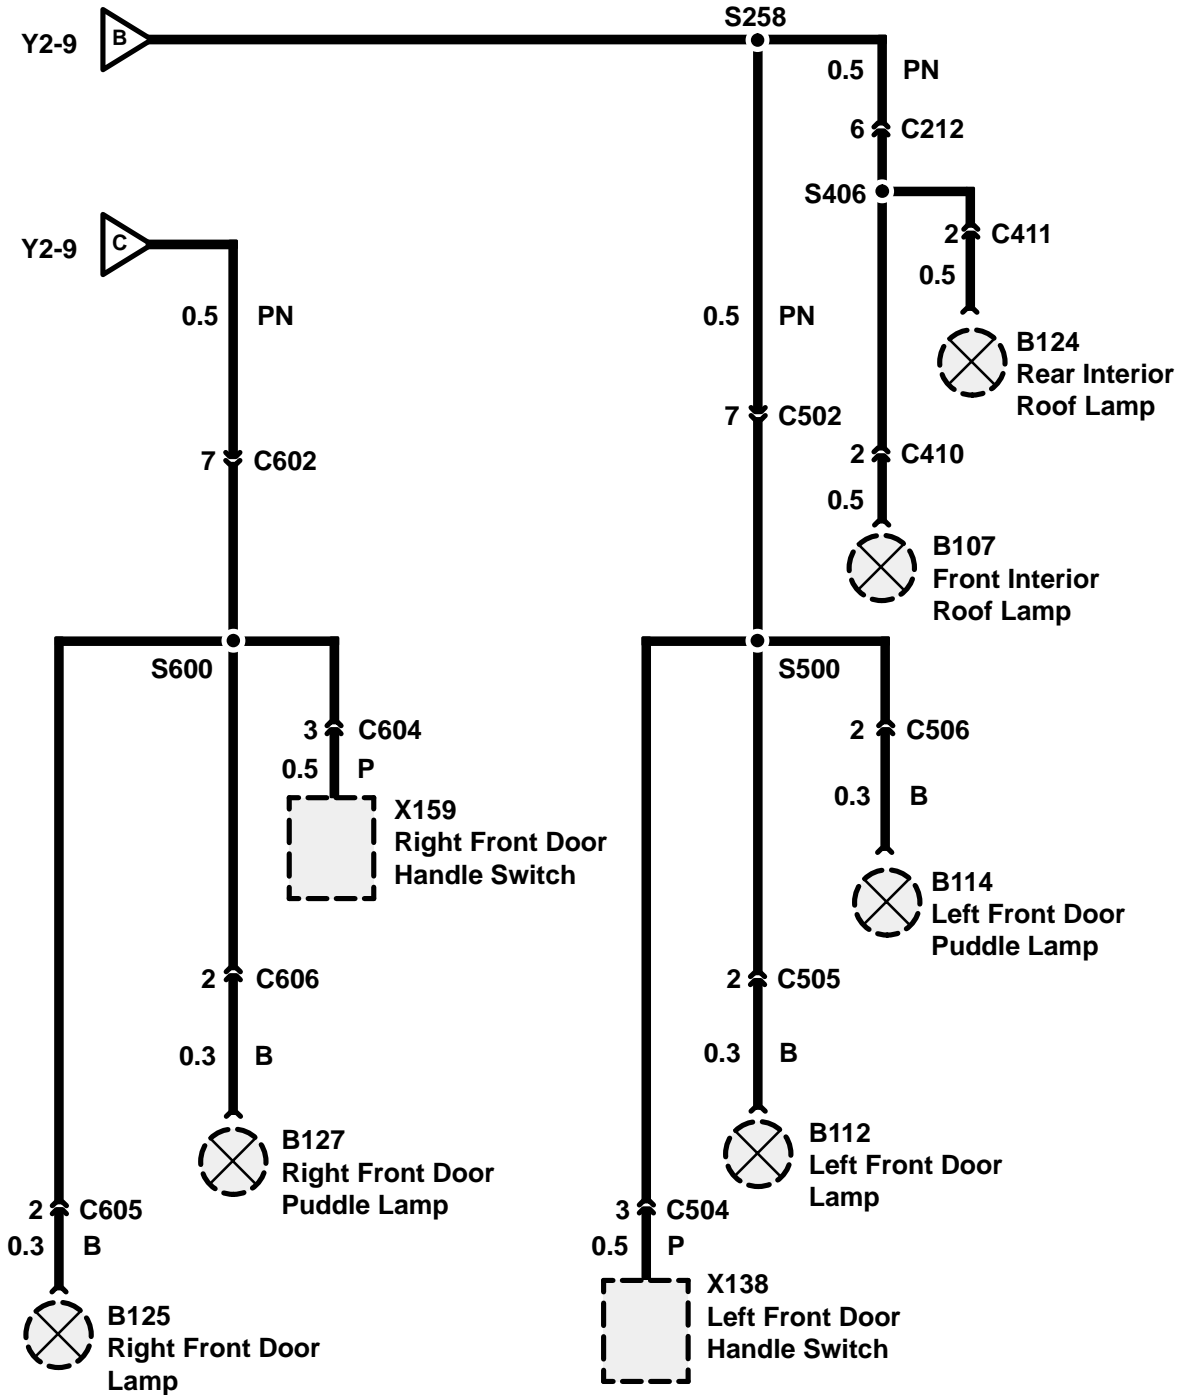 S258
Y2-9 B
0.5 PN
6 C212
S406
2 C411
Y2-9 C
0.5
0.5 PN
0.5 PN
B124
Rear Interior
Roof Lamp
7 C502
2 C410
7 C602
0.5
B107
Front Interior
Roof Lamp
S600
S500
3 C604
2 C506
0.5 P
0.3 B
X159
Right Front Door
Handle Switch
B114
Left Front Door
Puddle Lamp
2 C606
2 C505
0.3 B
0.3 B
B127
Right Front Door
Puddle Lamp
B112
Left Front Door
Lamp
2 C605
3 C504
0.3 B
0.5 P
X138
Left Front Door
Handle Switch
B125
Right Front Door
Lamp